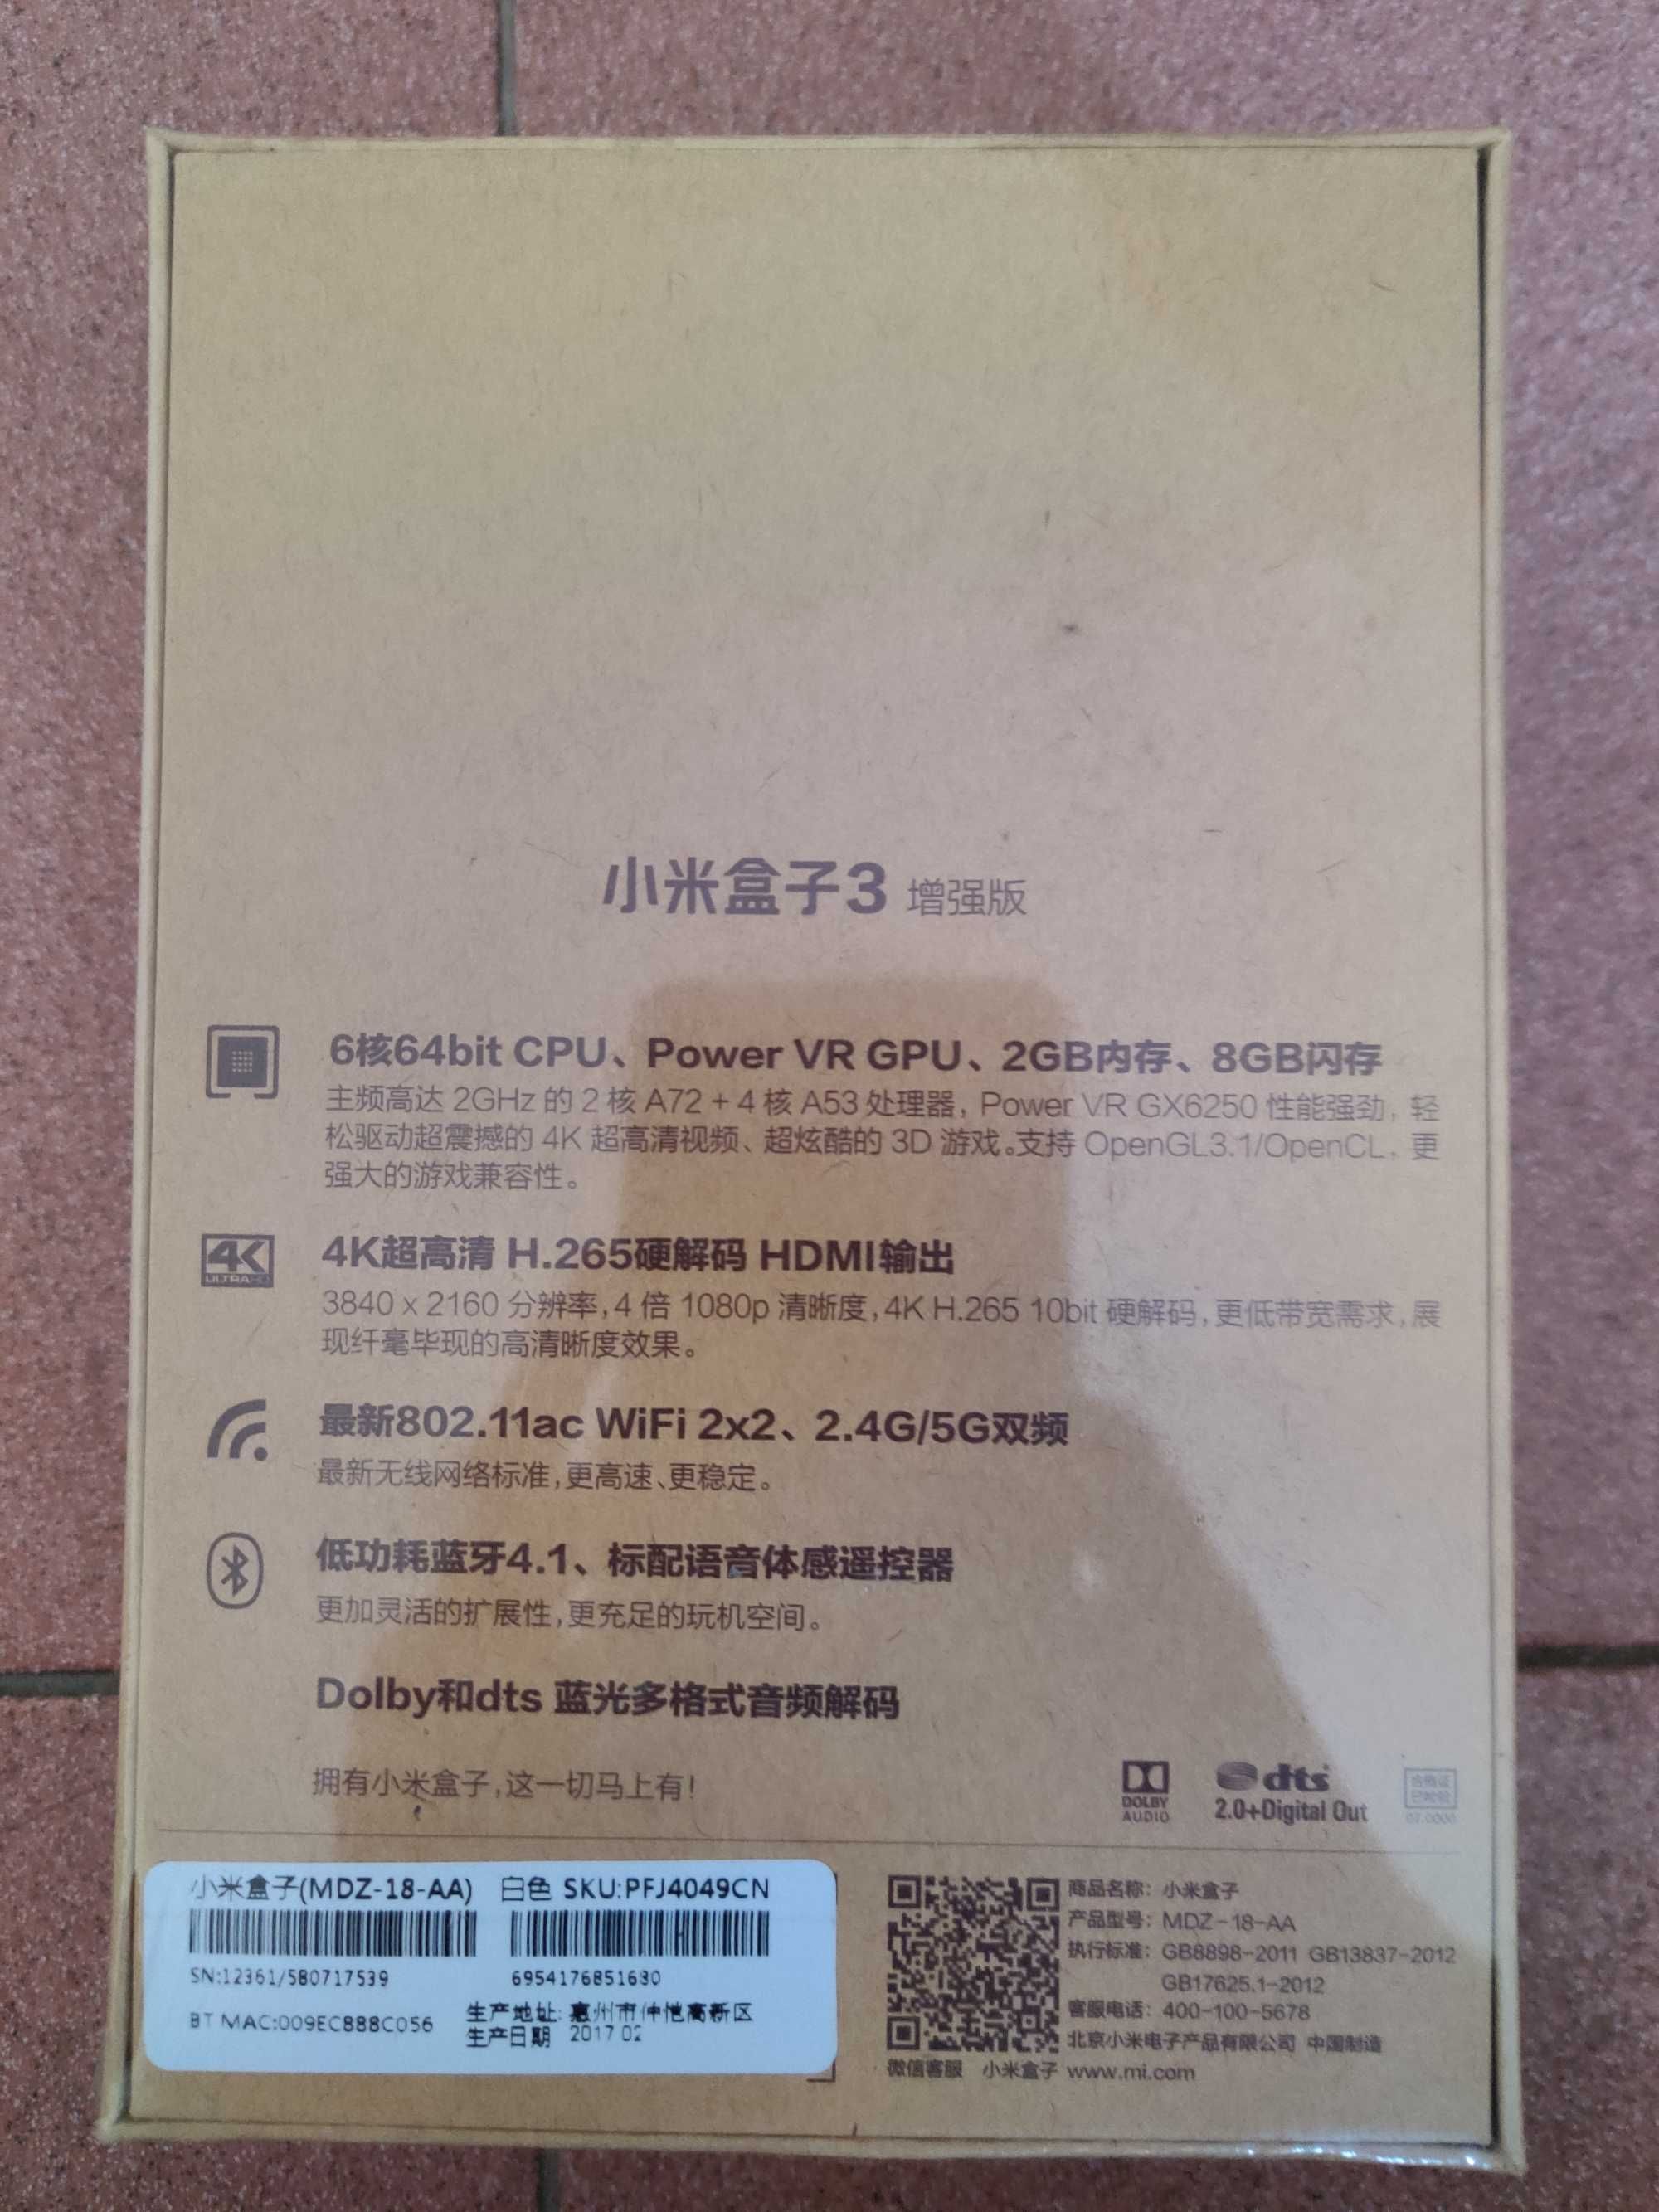 小米盒子3 增强版
6核64bit CPU、Power VR GPU、2GB内存、8GB闪存
主频高达 2GHz 的 2 核 A72 + 4 核 A53 处理器，Power VR GX6250 性能强劲，轻
松驱动超震撼的 4K 超高清视频、超炫酷的 3D 游戏。支持 OpenGL3.1/OpenCL，更
强大的游戏兼容性。
4K
ULTRA HD
4K超高清 H.265硬解码 HDMI输出
3840 x 2160 分辨率，4 倍 1080p 清晰度，4K H.265 10bit 硬解码，更低带宽需求，展
现纤毫毕现的高清晰度效果。
最新802.11ac WiFi 2x2、2.4G/5G双频
最新无线网络标准，更高速、更稳定。
低功耗蓝牙4.1、标配语音体感遥控器
更加灵活的扩展性，更充足的玩机空间。
Dolby和dts 蓝光多格式音频解码
拥有小米盒子，这一切马上有！
DOLBY
AUDIO
dts
2.0+Digital Out
合格证
已检验
小米盒子(MDZ-18-AA) 白色 SKU:PFJ4049CN
SN:12361/580717539
6954176851630
BT MAC:009EC888C056
生产地址: 惠州市仲恺高新区
生产日期 2017 02
商品名称：小米盒子
产品型号：MDZ-18-AA
执行标准：GB8898-2011 GB13837-2012
GB17625.1-2012
客服电话：400-100-5678
北京小米电子产品有限公司 中国制造
微信客服 小米盒子 www.mi.com